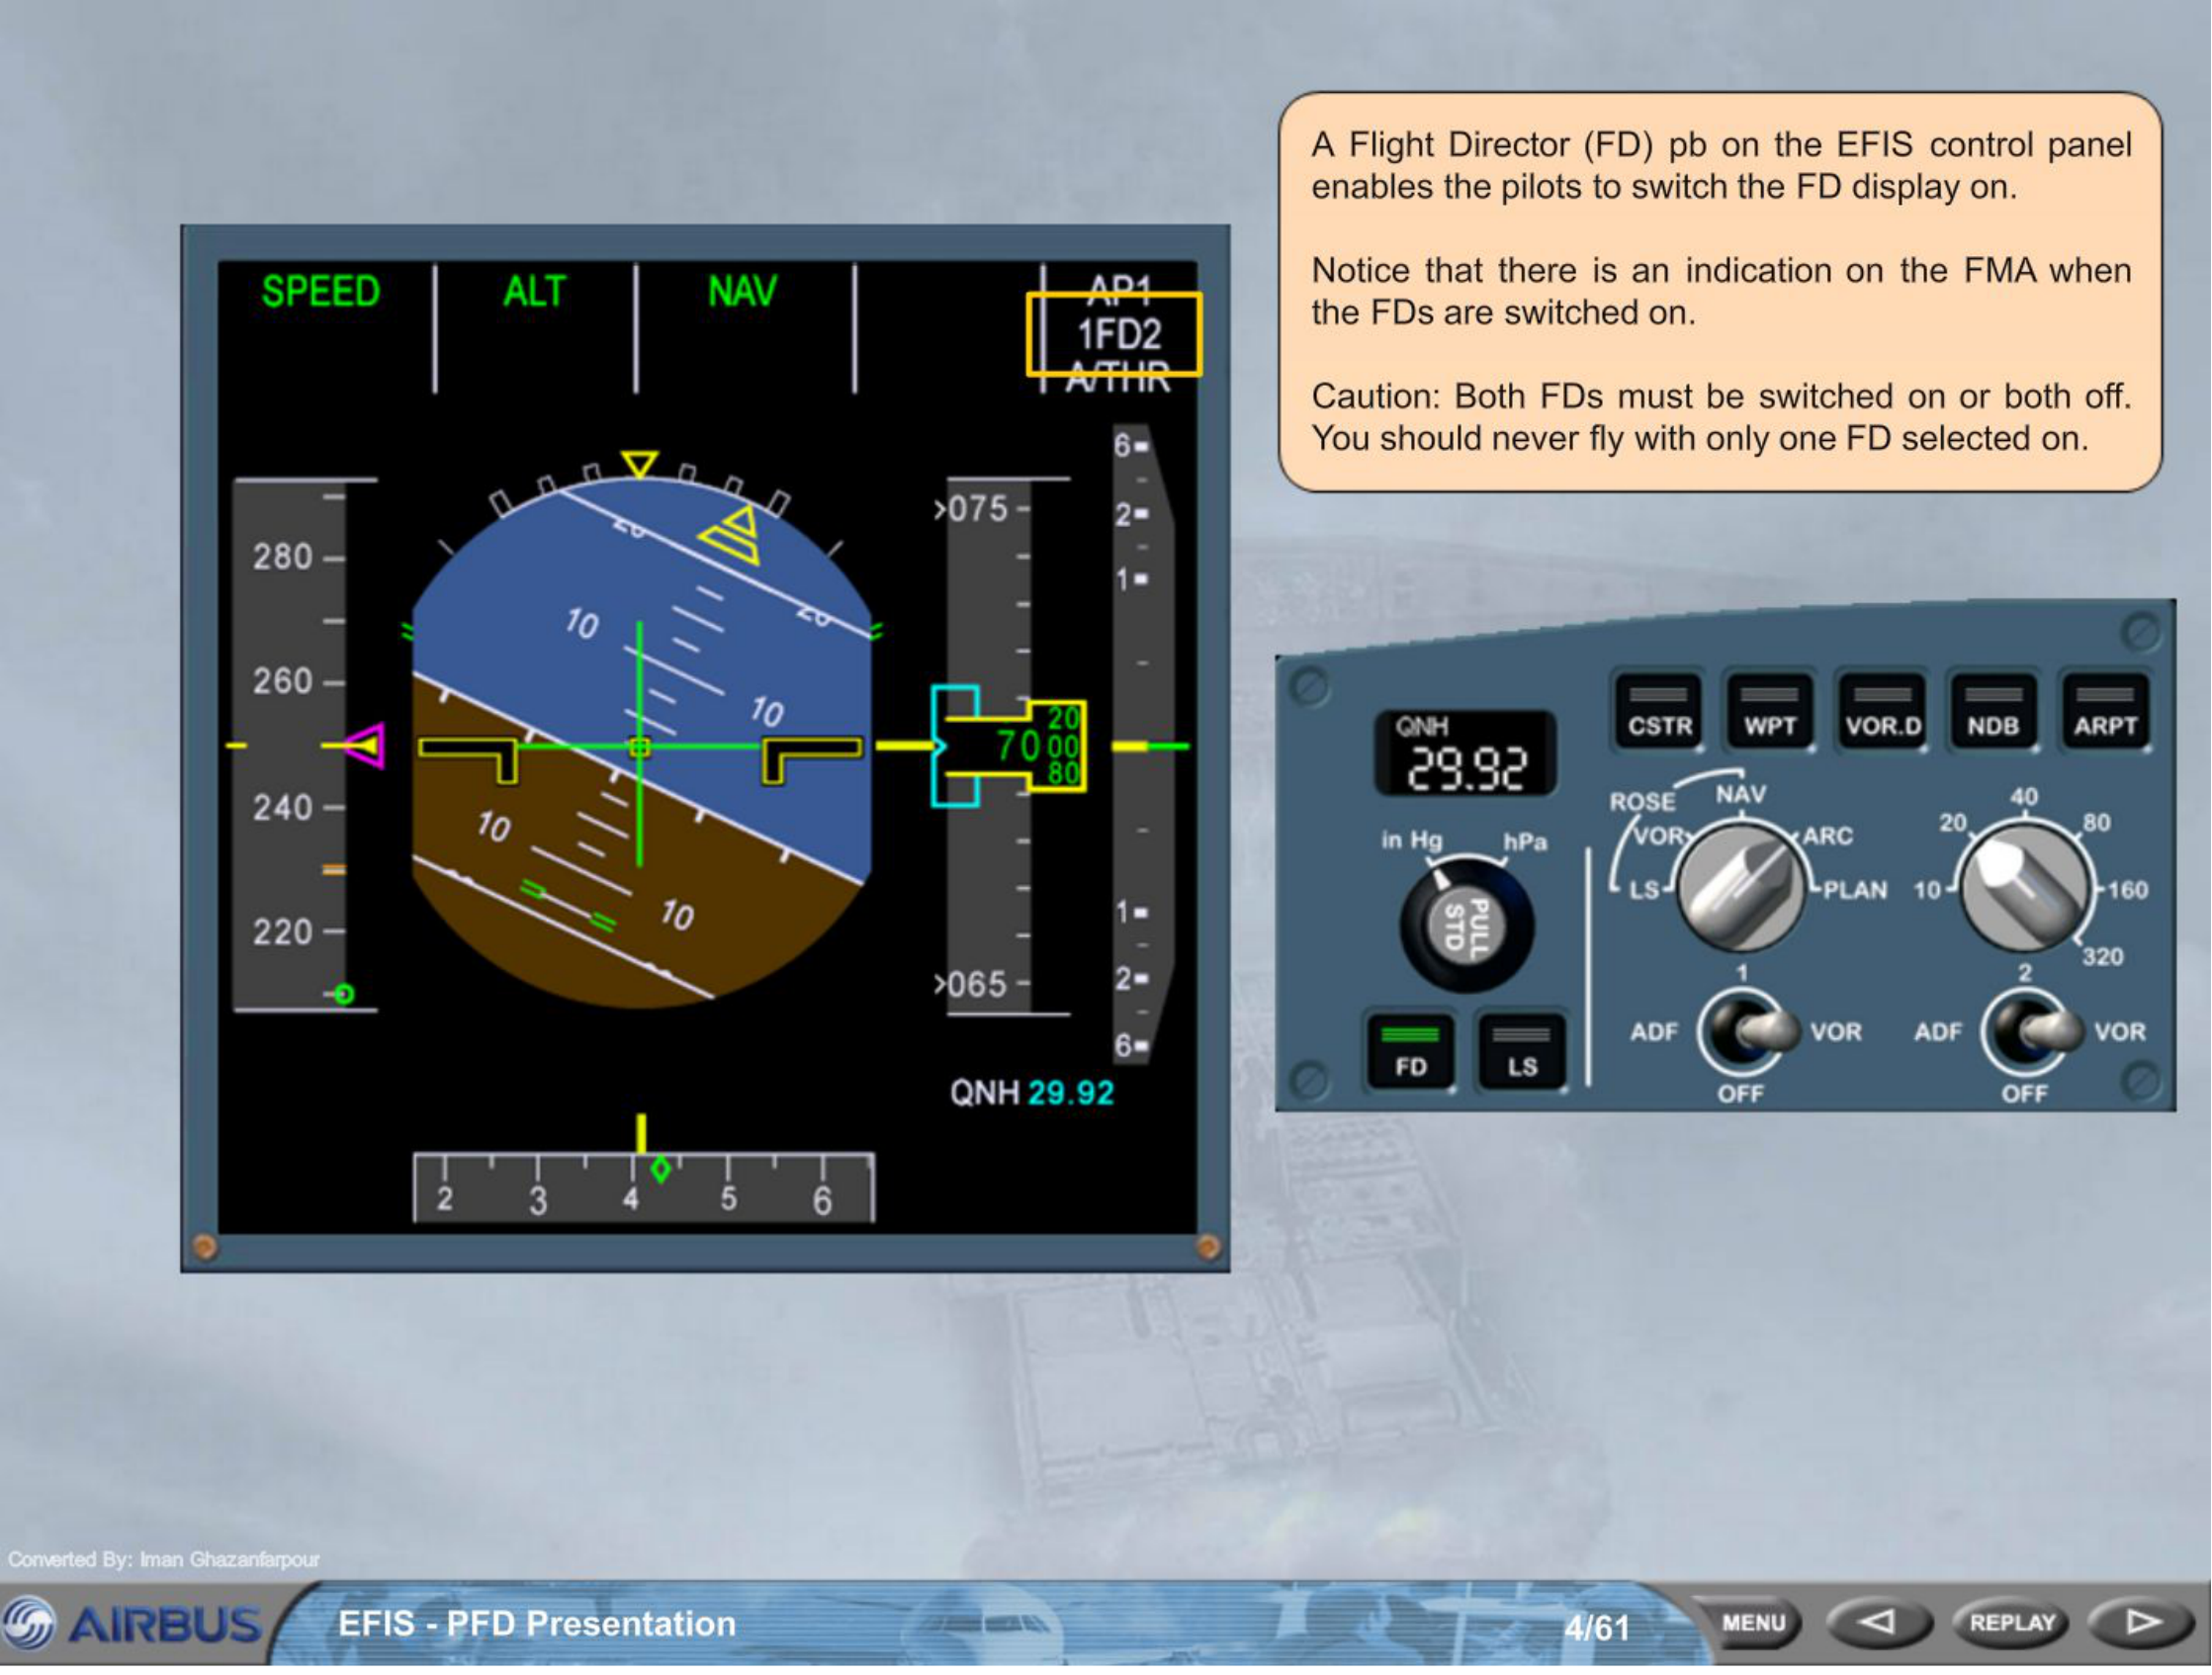 A Flight Director (FD) pb on the EFIS control panel
enables the pilots to switch the FD display on.
Notice that there is an indication on the FMA when
the FDs are switched on.
Caution: Both FDs must be switched on or both off.
You should never fly with only one FD selected on.
SPEED ALT NAV AP1
1FD2
A/THR
280
260
240
220
20 20
10 10
10 10
>075
20
70 00
80
>065
6
2
1
1
2
6
QNH 29.92
2 3 4 5 6
CSTR WPT VOR.D NDB ARPT
QNH
29.92
in Hg hPa
PULL
STD
FD LS
ROSE NAV
VOR ARC
LS PLAN
10 20 40 80 160 320
1
ADF VOR
OFF
2
ADF VOR
OFF
Converted By: Iman Ghazanfarpour
AIRBUS EFIS - PFD Presentation 4/61 MENU REPLAY